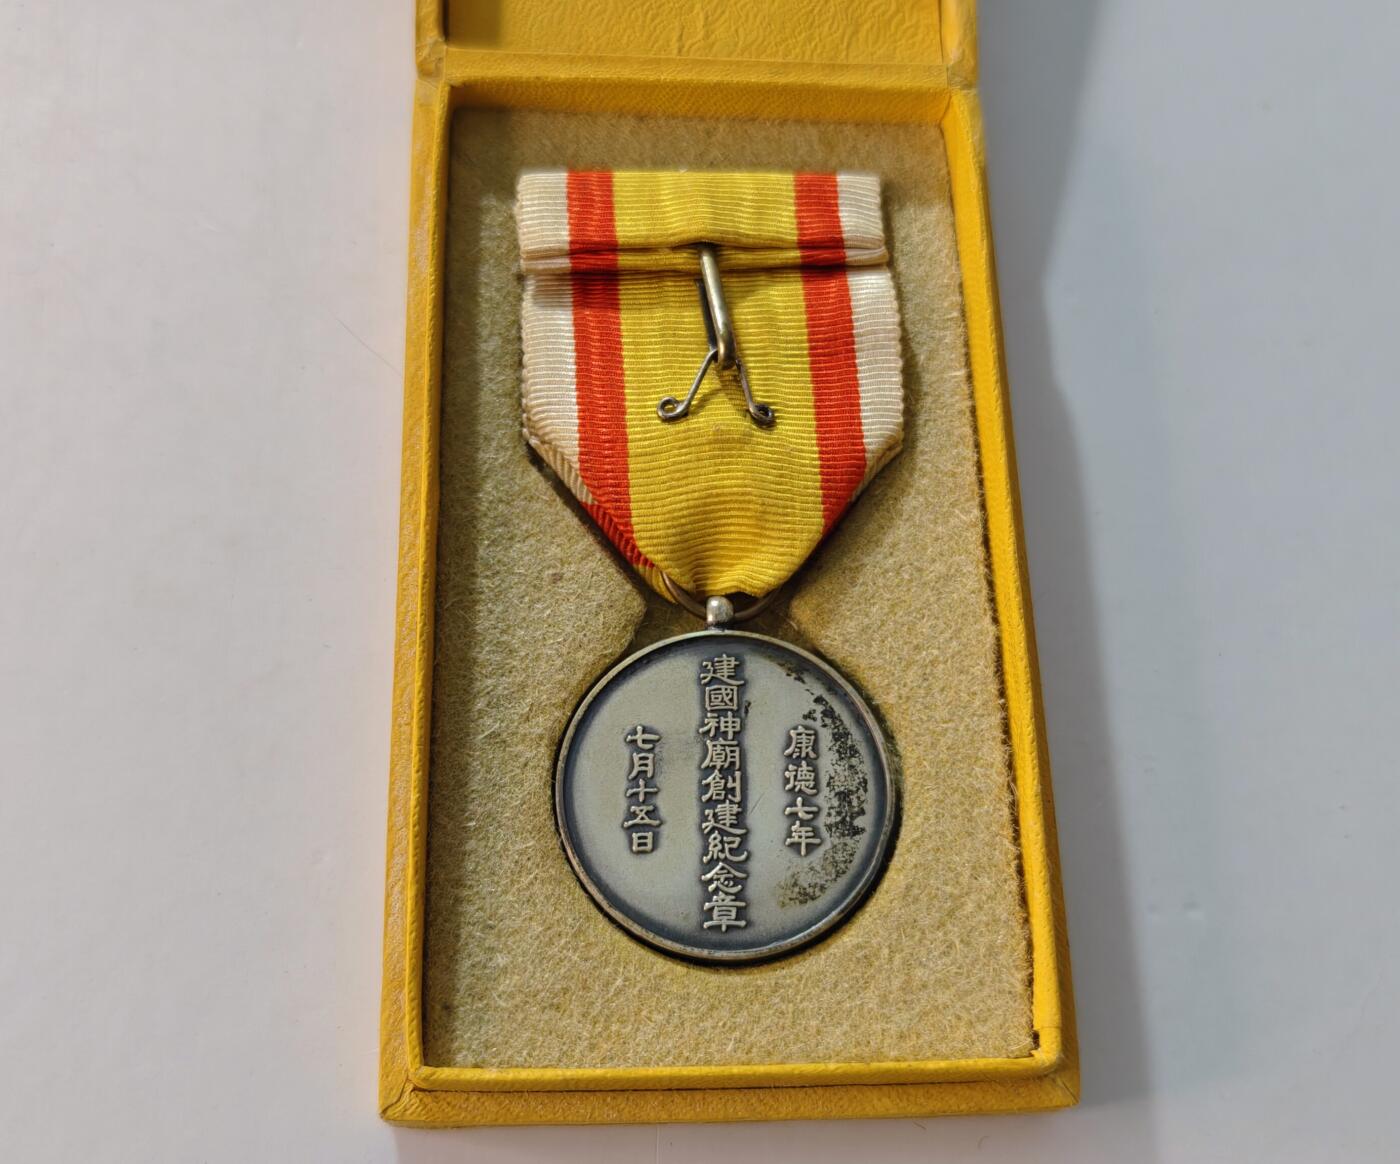 康德七年
建國神廟創建紀念章
七月十五日